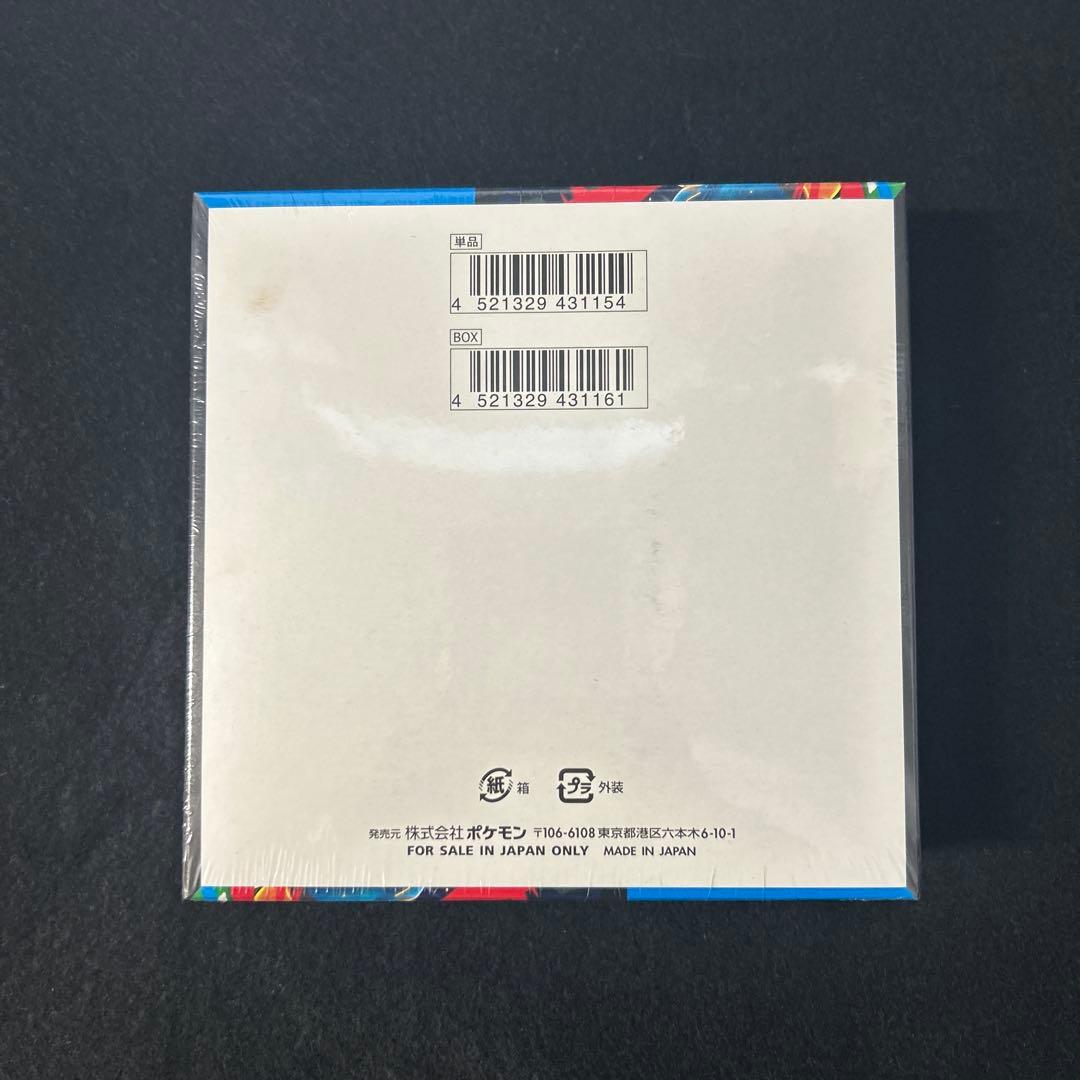 単品
4 521329 431154
BOX
4 521329 431161
紙 箱 プラ 外装
発売元 株式会社ポケモン 〒106-6108 東京都港区六本木6-10-1
FOR SALE IN JAPAN ONLY MADE IN JAPAN